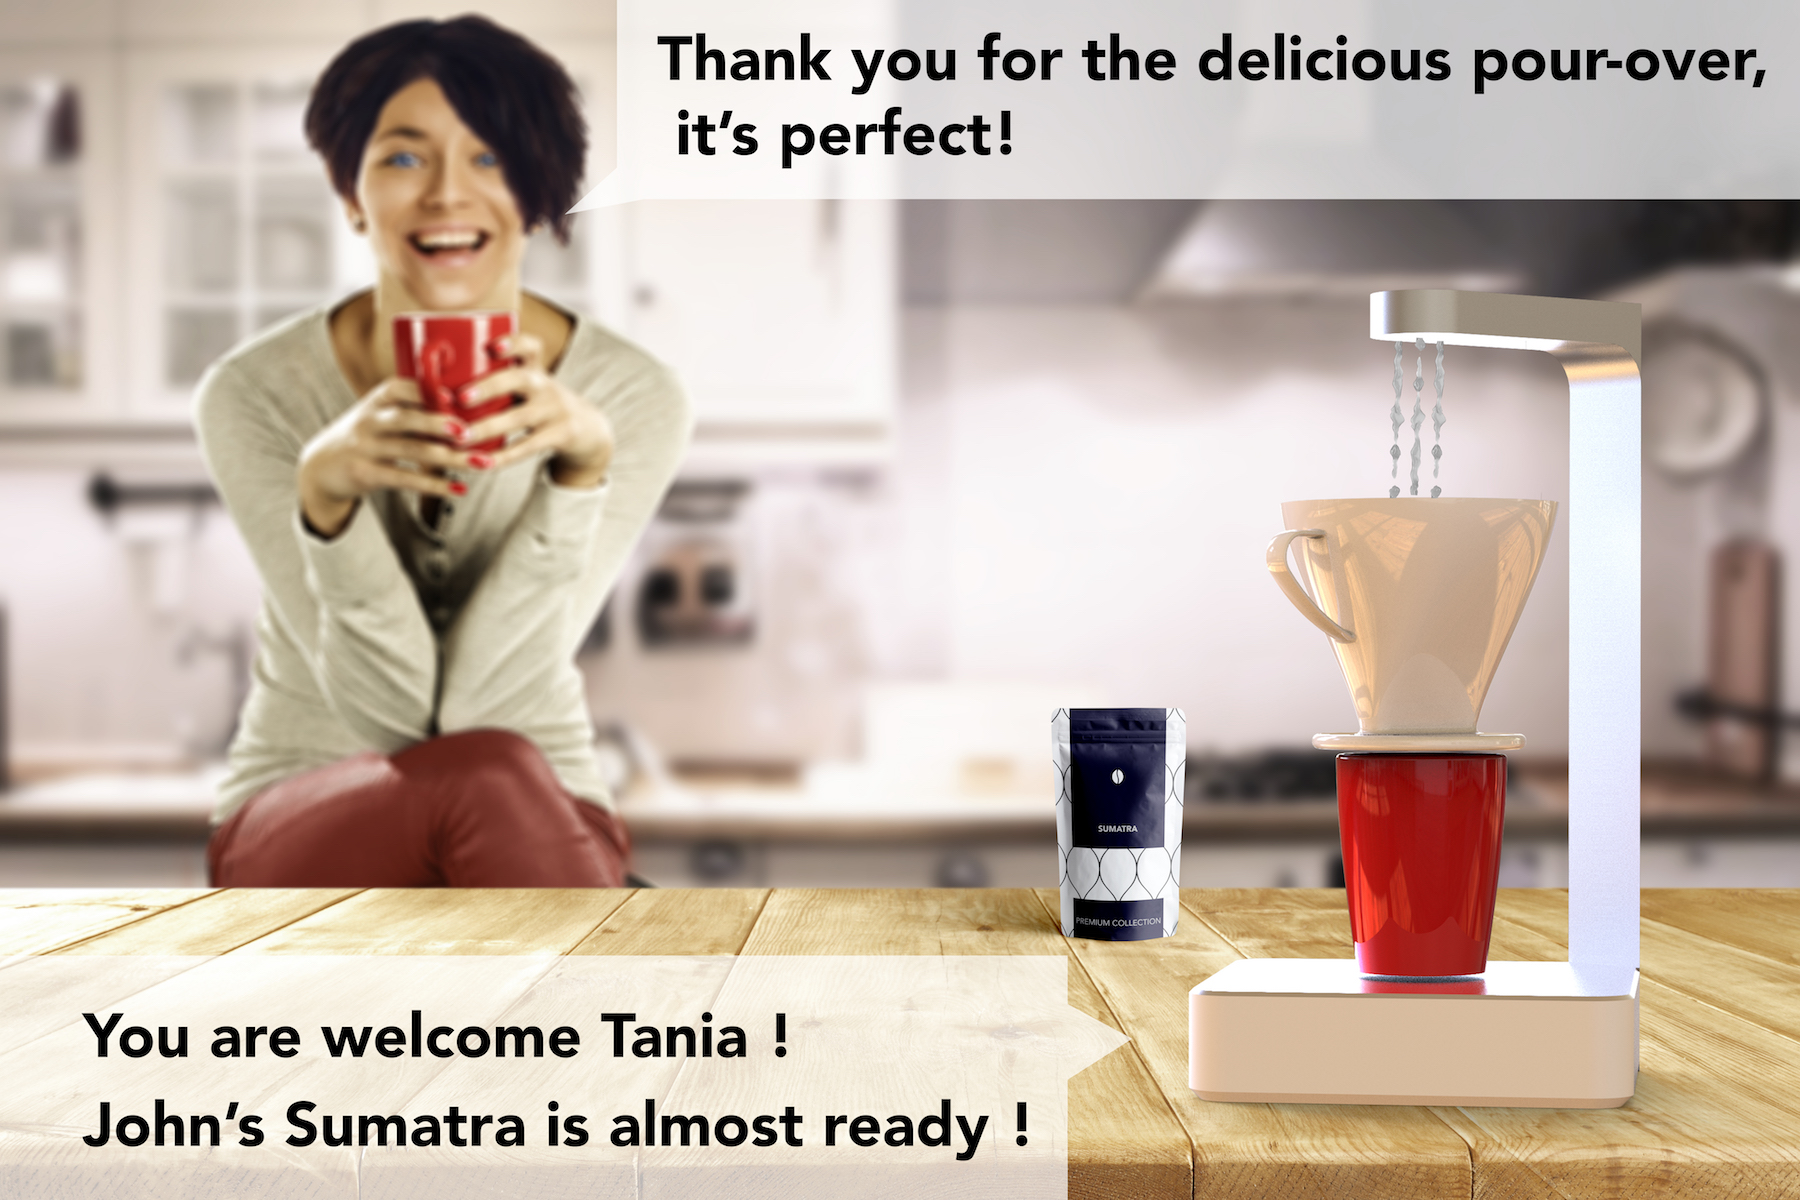 Thank you for the delicious pour-over,
it's perfect!
SUMATRA
PREMIUM COLLECTION
You are welcome Tania !
John's Sumatra is almost ready !